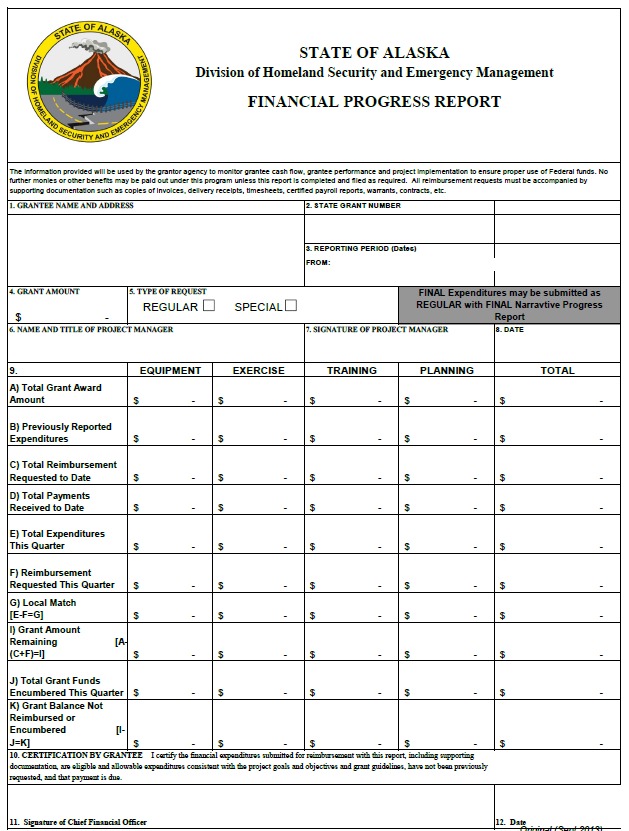 STATE OF ALASKA
DIVISION OF HOMELAND SECURITY AND EMERGENCY MANAGEMENT
STATE OF ALASKA
Division of Homeland Security and Emergency Management
FINANCIAL PROGRESS REPORT
The information provided will be used by the grantor agency to monitor grantee cash flow, grantee performance and project implementation to ensure proper use of Federal funds. No
further monies or other benefits may be paid out under this program unless this report is completed and filed as required. All reimbursement requests must be accompanied by
supporting documentation such as copies of invoices, delivery receipts, timesheets, certified payroll reports, warrants, contracts, etc.
1. GRANTEE NAME AND ADDRESS
2. STATE GRANT NUMBER
3. REPORTING PERIOD (Dates)
FROM:
4. GRANT AMOUNT
$ -
5. TYPE OF REQUEST
REGULAR SPECIAL
FINAL Expenditures may be submitted as
REGULAR with FINAL Narravtive Progress
Report
6. NAME AND TITLE OF PROJECT MANAGER
7. SIGNATURE OF PROJECT MANAGER
8. DATE
9. EQUIPMENT EXERCISE TRAINING PLANNING TOTAL
A) Total Grant Award
Amount $ - $ - $ - $ - $ -
B) Previously Reported
Expenditures $ - $ - $ - $ - $ -
C) Total Reimbursement
Requested to Date $ - $ - $ - $ - $ -
D) Total Payments
Received to Date $ - $ - $ - $ - $ -
E) Total Expenditures
This Quarter $ - $ - $ - $ - $ -
F) Reimbursement
Requested This Quarter $ - $ - $ - $ - $ -
G) Local Match
[E-F=G] $ - $ - $ - $ - $ -
I) Grant Amount
Remaining [A-
(C+F)=I] $ - $ - $ - $ - $ -
J) Total Grant Funds
Encumbered This Quarter $ - $ - $ - $ - $ -
K) Grant Balance Not
Reimbursed or
Encumbered [I-
J=K] $ - $ - $ - $ - $ -
10. CERTIFICATION BY GRANTEE I certify the financial expenditures submitted for reimbursement with this report, including supporting
documentation, are eligible and allowable expenditures consistent with the project goals and objectives and grant guidelines, have not been previously
requested, and that payment is due.
11. Signature of Chief Financial Officer
12. Date
Original (Sept 2013)